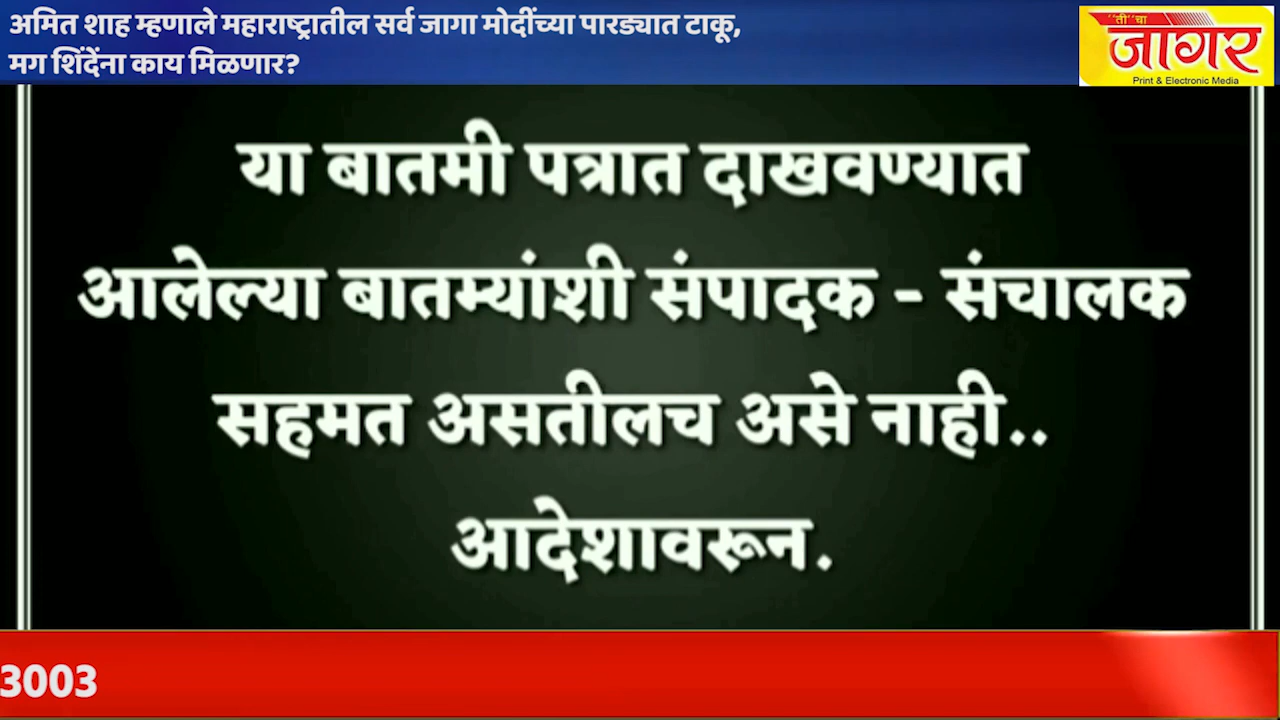 अमित शाह म्हणाले महाराष्ट्रातील सर्व जागा मोदींच्या पारड्यात टाकू,
मग शिंदेंना काय मिळणार?
"ती"चा
जागर
Print & Electronic Media
या बातमी पत्रात दाखवण्यात
आलेल्या बातम्यांशी संपादक - संचालक
सहमत असतीलच असे नाही..
आदेशावरून.
3003